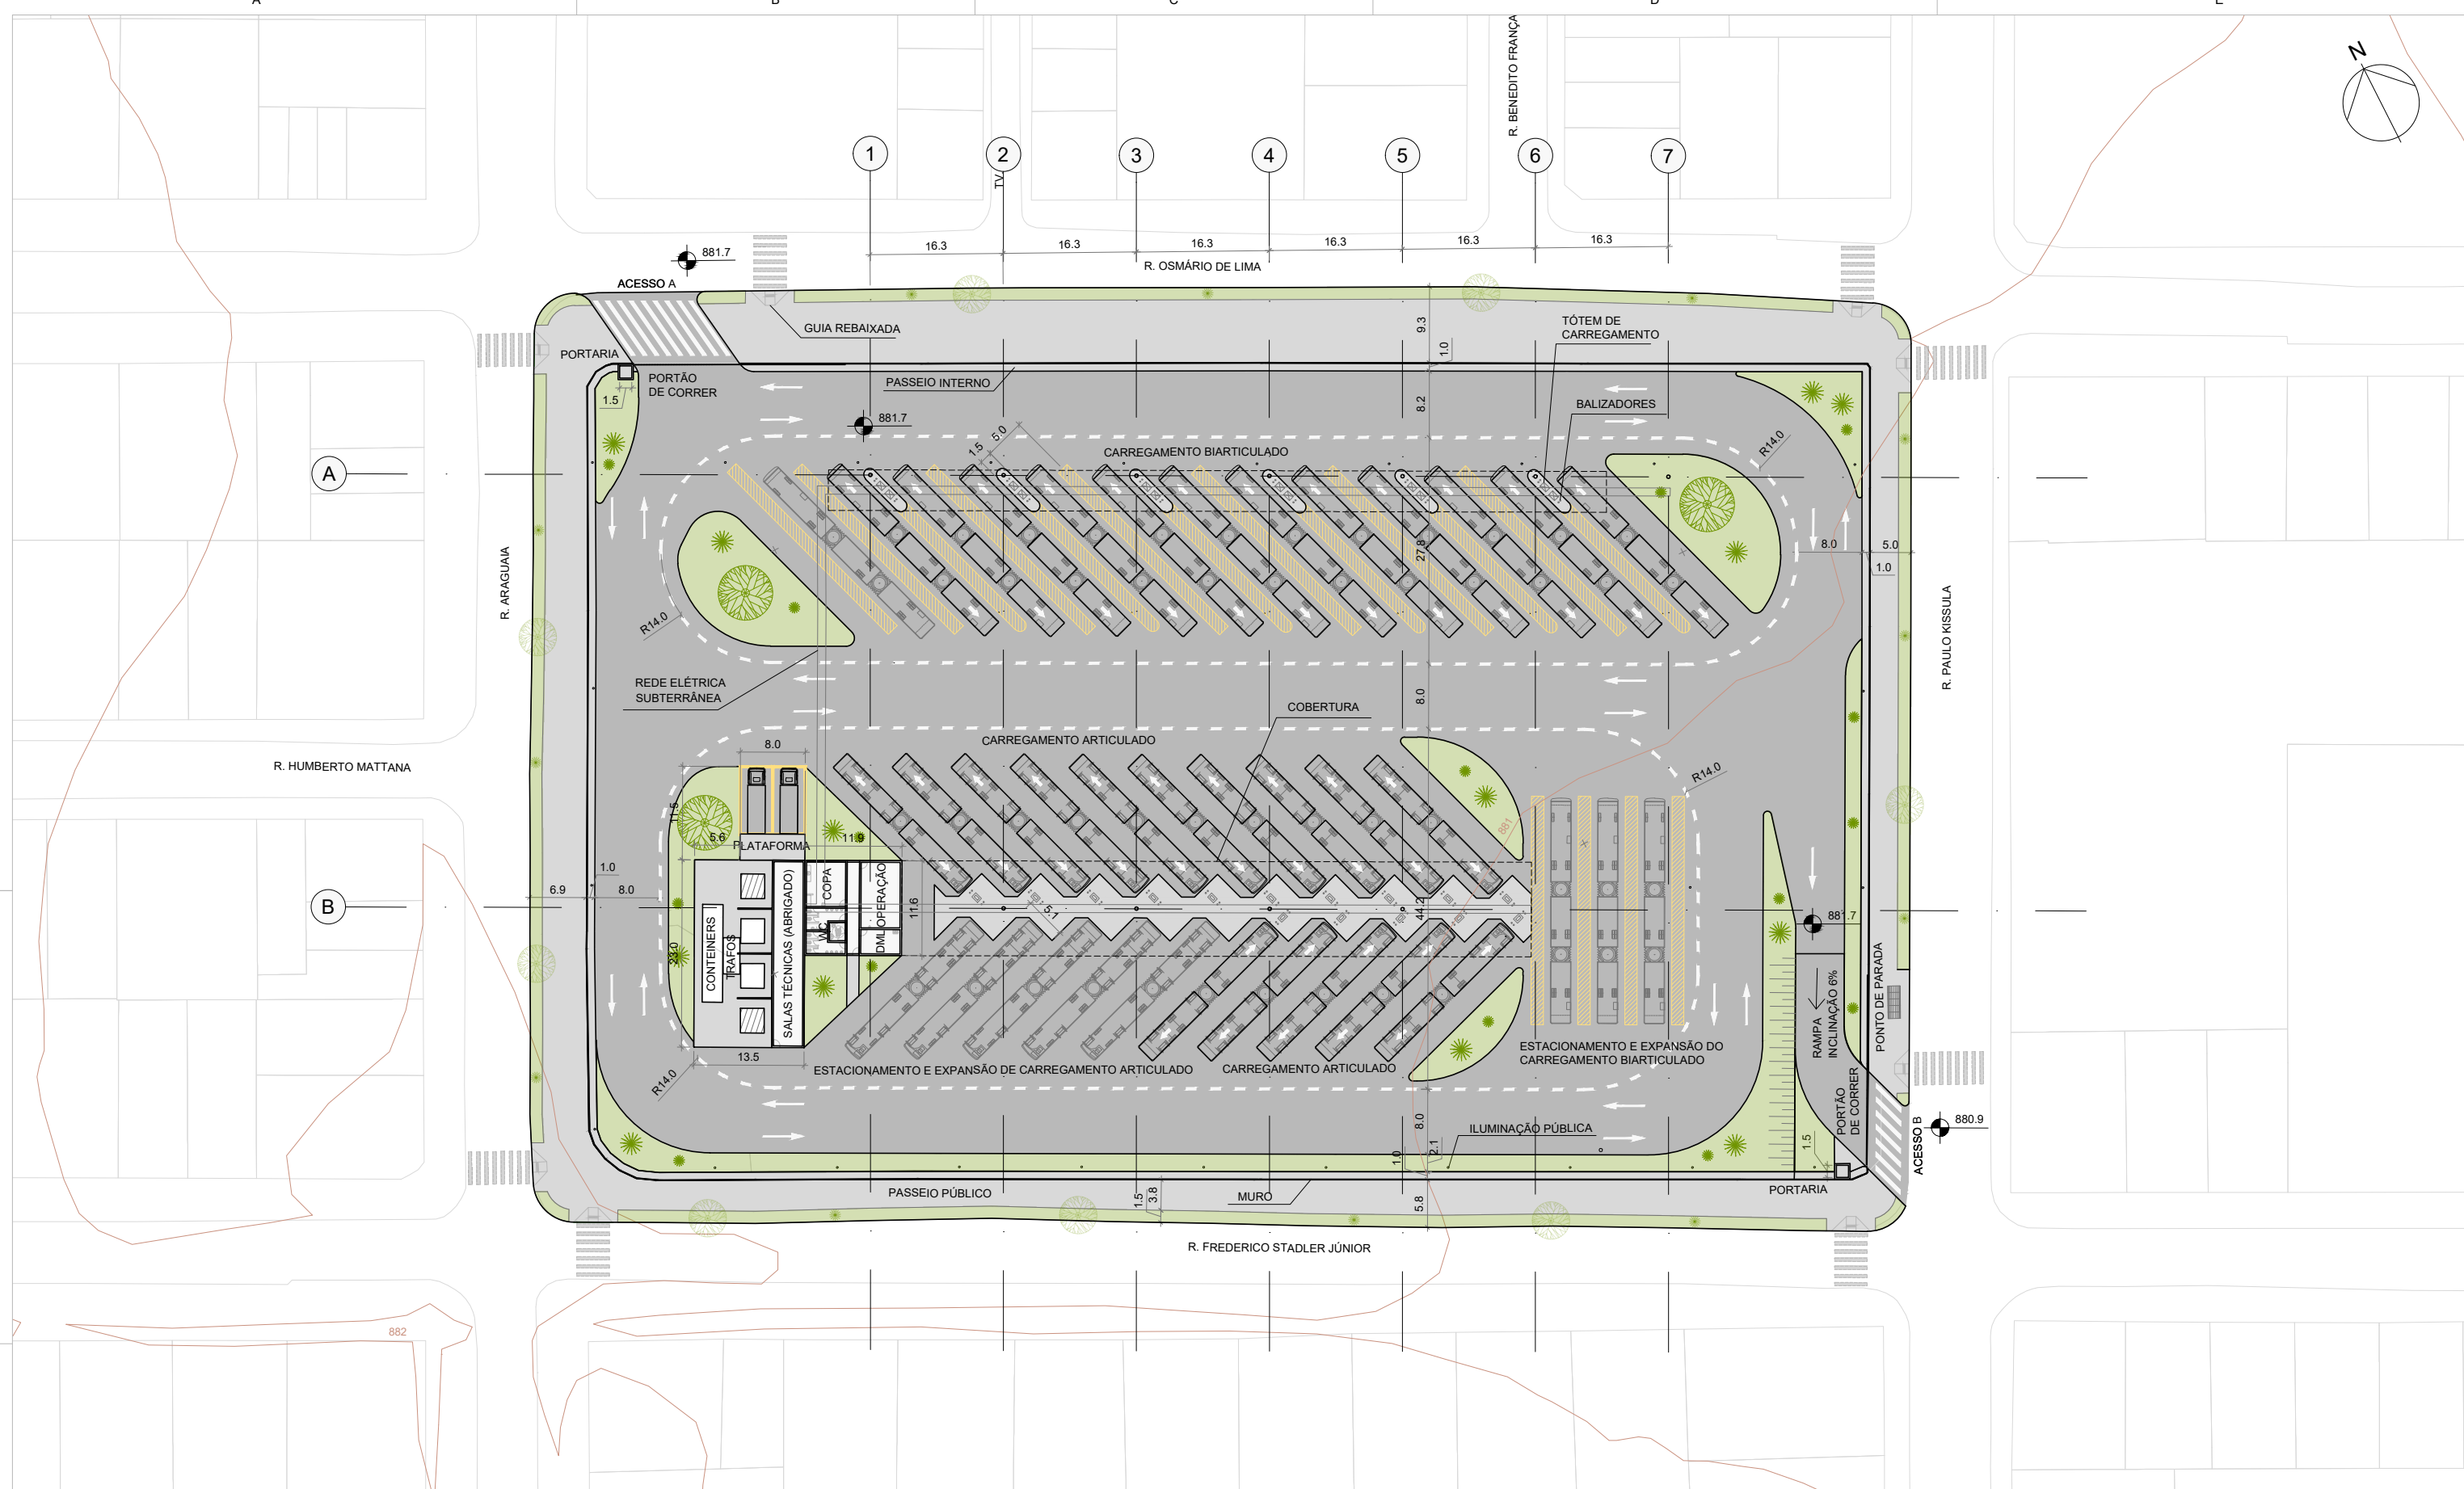 A
B
C
D
E
R. BENEDITO FRANÇA
N
1
2
3
4
5
6
7
TV.
16.3
16.3
16.3
16.3
16.3
16.3
881.7
R. OSMÁRIO DE LIMA
ACESSO A
GUIA REBAIXADA
9.3
1.0
TÓTEM DE
CARREGAMENTO
PORTARIA
PORTÃO
DE CORRER
1.5
PASSEIO INTERNO
8.2
BALIZADORES
881.7
1.5
5.0
CARREGAMENTO BIARTICULADO
R14.0
A
R. ARAGUAIA
27.8
8.0
5.0
1.0
R. PAULO KISSULA
R14.0
REDE ELÉTRICA
SUBTERRÂNEA
8.0
COBERTURA
CARREGAMENTO ARTICULADO
8.0
R. HUMBERTO MATTANA
R14.0
11.5
5.6
11.9
PLATAFORMA
881
1.0
6.9
8.0
B
CONTEINERS
TRAFOS
SALAS TÉCNICAS (ABRIGADO)
COPA
WC
DML
OPERAÇÃO
11.6
5.1
44.2
23.0
881.7
RAMPA
INCLINAÇÃO 6%
PONTO DE PARADA
13.5
R14.0
ESTACIONAMENTO E EXPANSÃO DE CARREGAMENTO ARTICULADO
CARREGAMENTO ARTICULADO
ESTACIONAMENTO E EXPANSÃO DO
CARREGAMENTO BIARTICULADO
PORTÃO
DE CORRER
8.0
ILUMINAÇÃO PÚBLICA
1.0
2.1
1.5
880.9
ACESSO B
PASSEIO PÚBLICO
1.5
3.8
MURO
5.8
PORTARIA
R. FREDERICO STADLER JÚNIOR
882